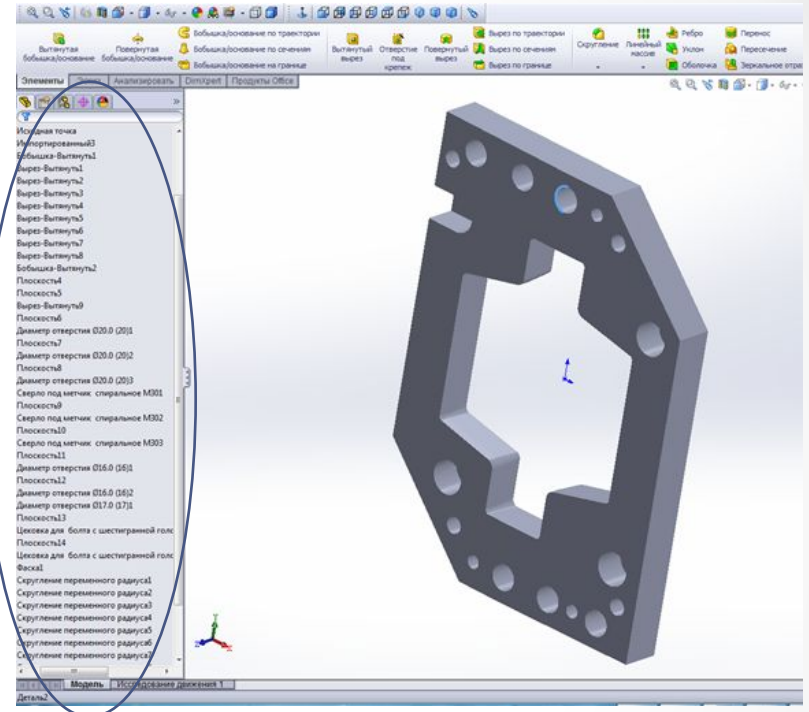 Бобышка/основание по траектории
Бобышка/основание по сечениям
Бобышка/основание на границе
Вытянутая бобышка/основание
Повернутая бобышка/основание
Вытянутый вырез
Отверстие под крепеж
Повернутый вырез
Вырез по траектории
Вырез по сечениям
Вырез по границе
Скругление
Линейный массив
Ребро
Уклон
Оболочка
Перенос
Пересечение
Зеркальное отра
Элементы
Эскиз
Анализировать
DimXpert
Продукты Office
Исходная точка
Импортированный3
Бобышка-Вытянуть1
Вырез-Вытянуть1
Вырез-Вытянуть2
Вырез-Вытянуть3
Вырез-Вытянуть4
Вырез-Вытянуть5
Вырез-Вытянуть6
Вырез-Вытянуть7
Вырез-Вытянуть8
Бобышка-Вытянуть2
Плоскость4
Плоскость5
Вырез-Вытянуть9
Плоскость6
Диаметр отверстия Ø20.0 (20)1
Плоскость7
Диаметр отверстия Ø20.0 (20)2
Плоскость8
Диаметр отверстия Ø20.0 (20)3
Сверло под метчик спиральное M301
Плоскость9
Сверло под метчик спиральное M302
Плоскость10
Сверло под метчик спиральное M303
Плоскость11
Диаметр отверстия Ø16.0 (16)1
Плоскость12
Диаметр отверстия Ø16.0 (16)2
Диаметр отверстия Ø17.0 (17)1
Плоскость13
Цековка для болта с шестигранной голо
Плоскость14
Цековка для болта с шестигранной голо
Фаска1
Скругление переменного радиуса1
Скругление переменного радиуса2
Скругление переменного радиуса3
Скругление переменного радиуса4
Скругление переменного радиуса5
Скругление переменного радиуса6
Скругление переменного радиуса7
Модель
Исследование движения 1
Деталь2